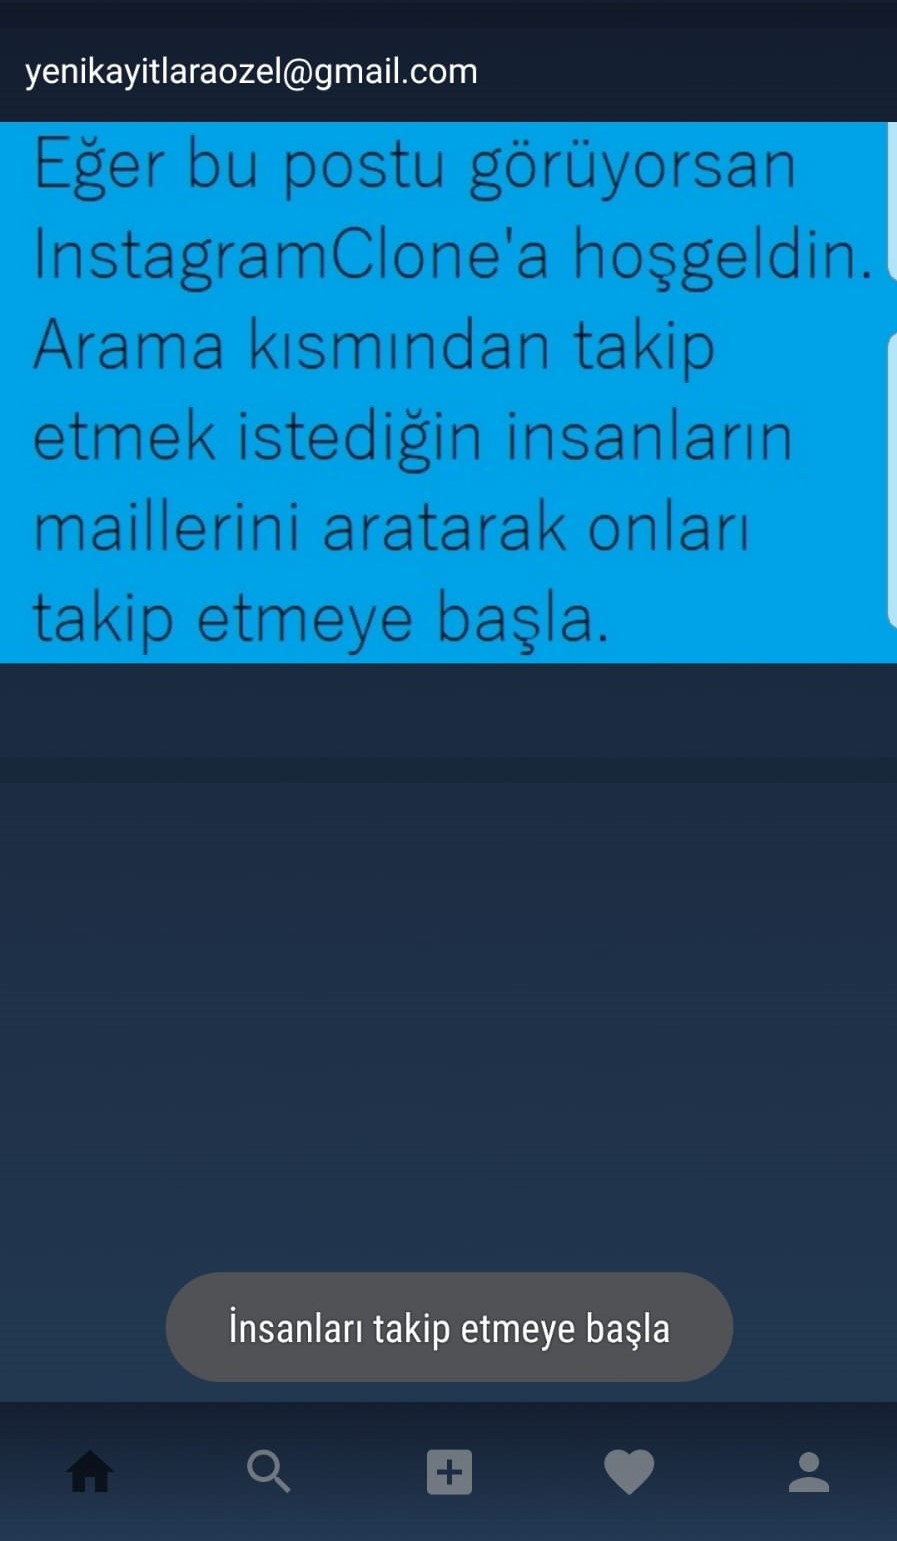 yenikayitlaraozel@gmail.com
Eğer bu postu görüyorsan
InstagramClone'a hoşgeldin.
Arama kısmından takip
etmek istediğin insanların
maillerini aratarak onları
takip etmeye başla.
İnsanları takip etmeye başla